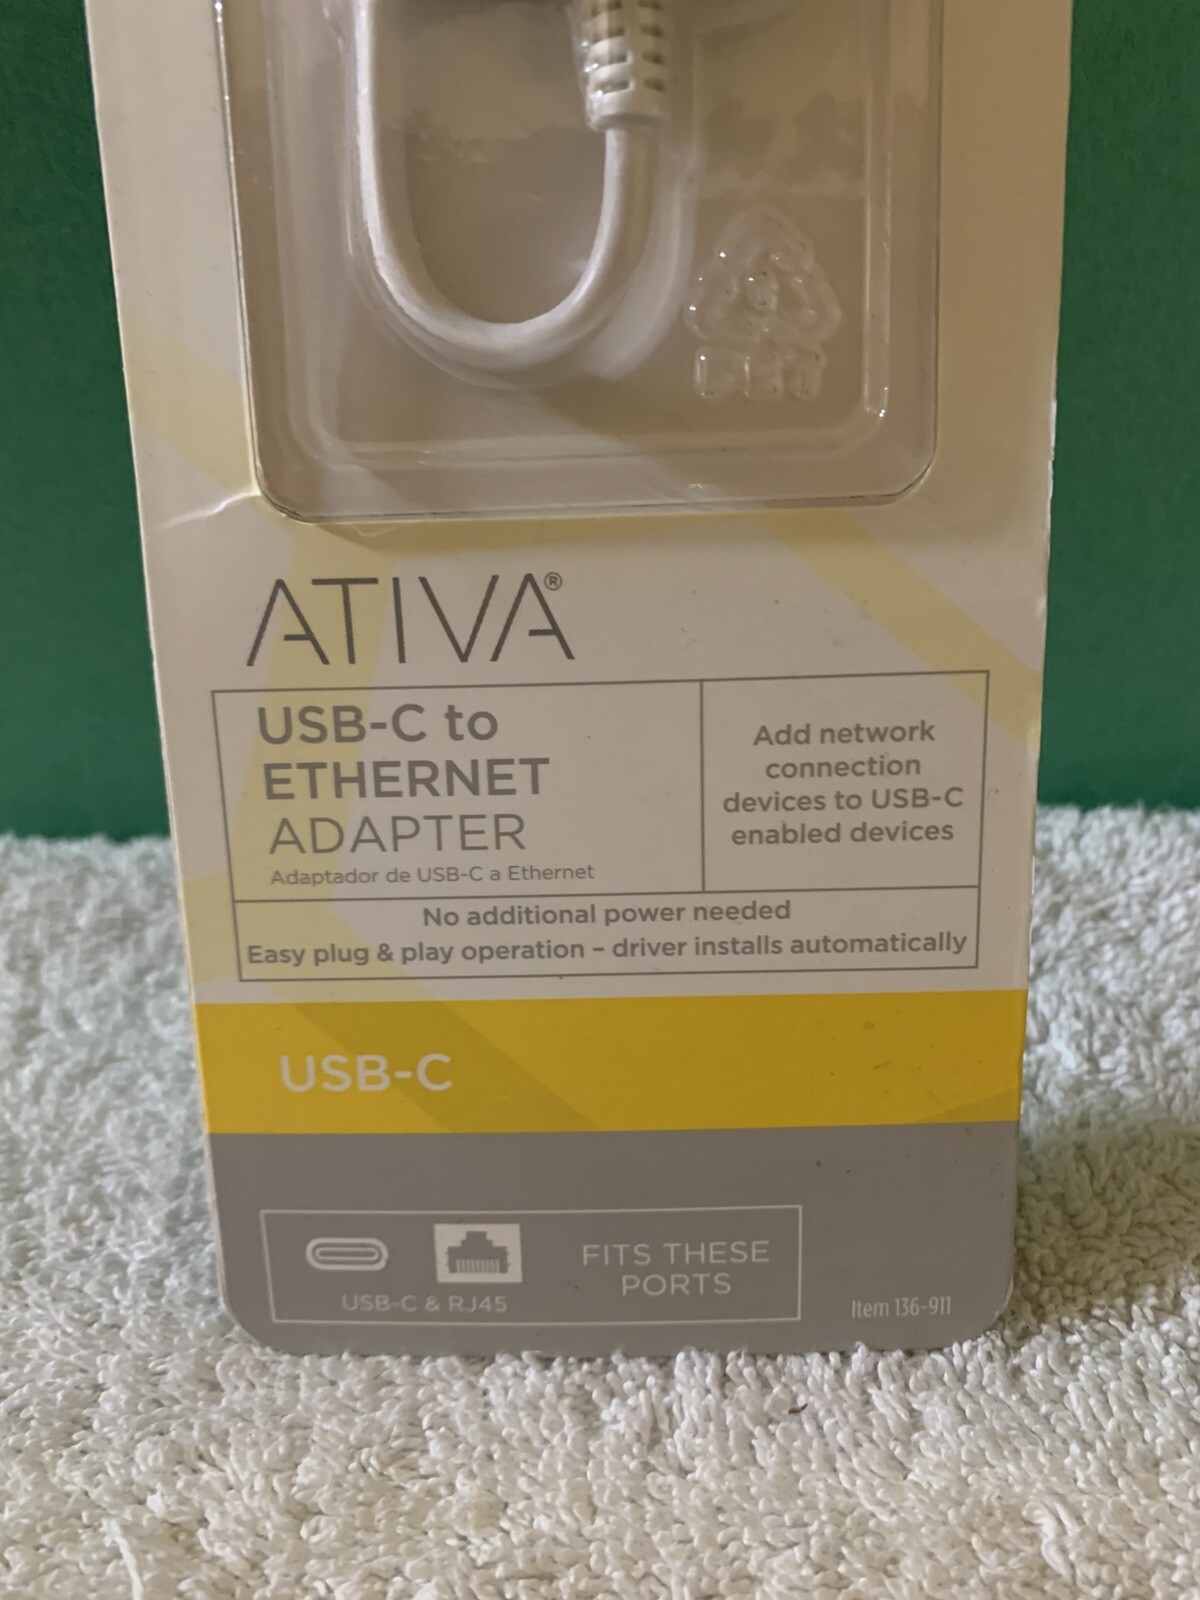 ATIVA®
USB-C to
ETHERNET
ADAPTER
Adaptador de USB-C a Ethernet
Add network
connection
devices to USB-C
enabled devices
No additional power needed
Easy plug & play operation – driver installs automatically
USB-C
USB-C & RJ45
FITS THESE
PORTS
Item 136-911